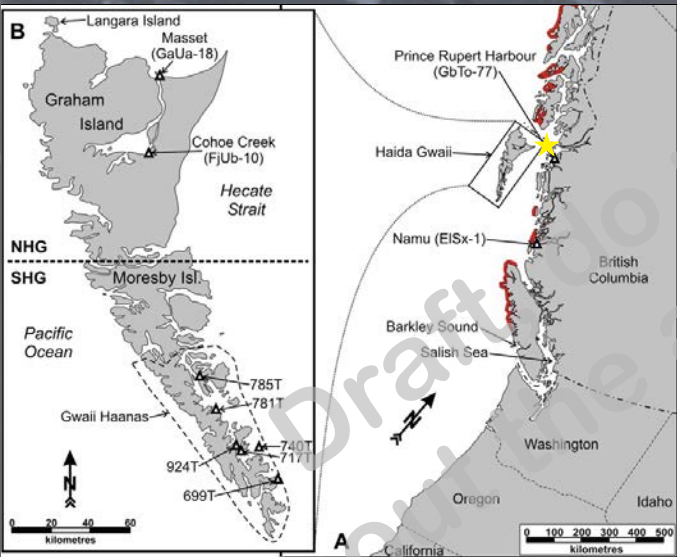 B
Langara Island
Masset
(GaUa-18)
Graham
Island
Cohoe Creek
(FjUb-10)
Hecate
Strait
NHG
SHG
Moresby Isl.
Pacific
Ocean
785T
781T
Gwaii Haanas
740T
717T
924T
699T
N
0 20 40 60
kilometres
Prince Rupert Harbour
(GbTo-77)
Haida Gwaii
Namu (ElSx-1)
British
Columbia
Barkley Sound
Salish Sea
N
Washington
Oregon
Idaho
A
California
0 100 200 300 400 500
kilometres
Draft do
out the